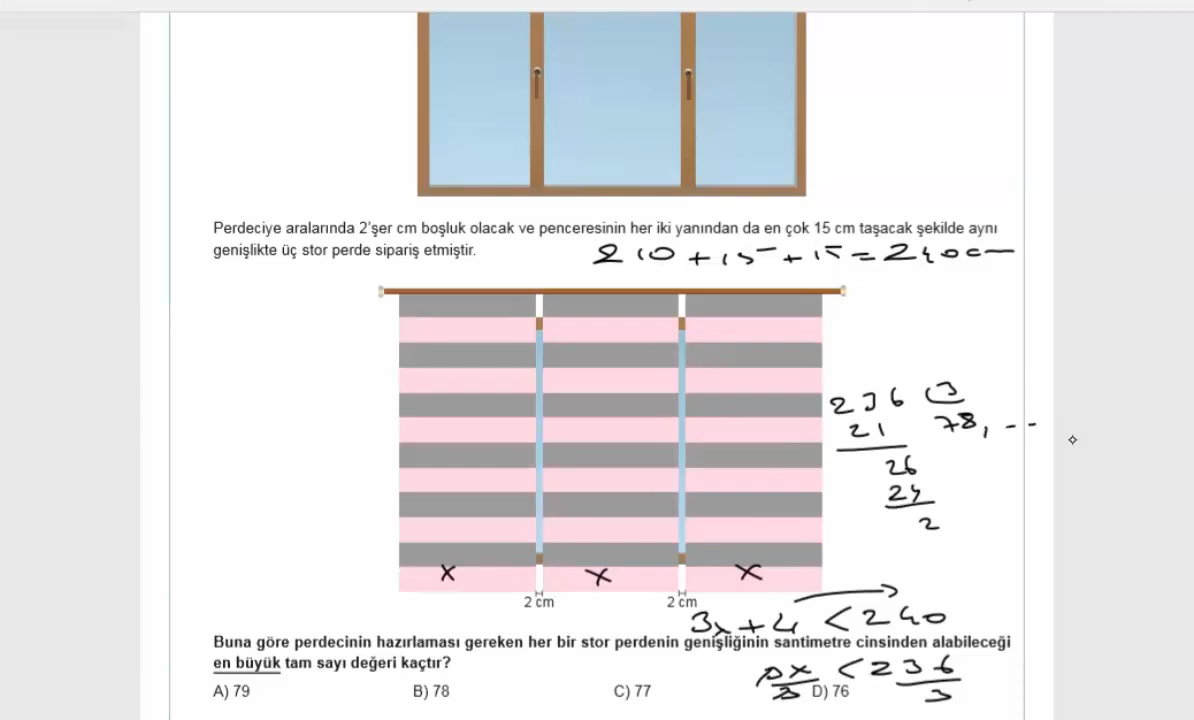 Perdeciye aralarında 2'şer cm boşluk olacak ve penceresinin her iki yanından da en çok 15 cm taşacak şekilde aynı
genişlikte üç stor perde sipariş etmiştir.
210 + 15 + 15 = 240 cm
236 3
21 78, ---
26
24
2
x x x
2 cm 2 cm
3x + 4 < 240
Buna göre perdecinin hazırlaması gereken her bir stor perdenin genişliğinin santimetre cinsinden alabileceği
en büyük tam sayı değeri kaçtır?
3x < 236
3 3
A) 79 B) 78 C) 77 D) 76